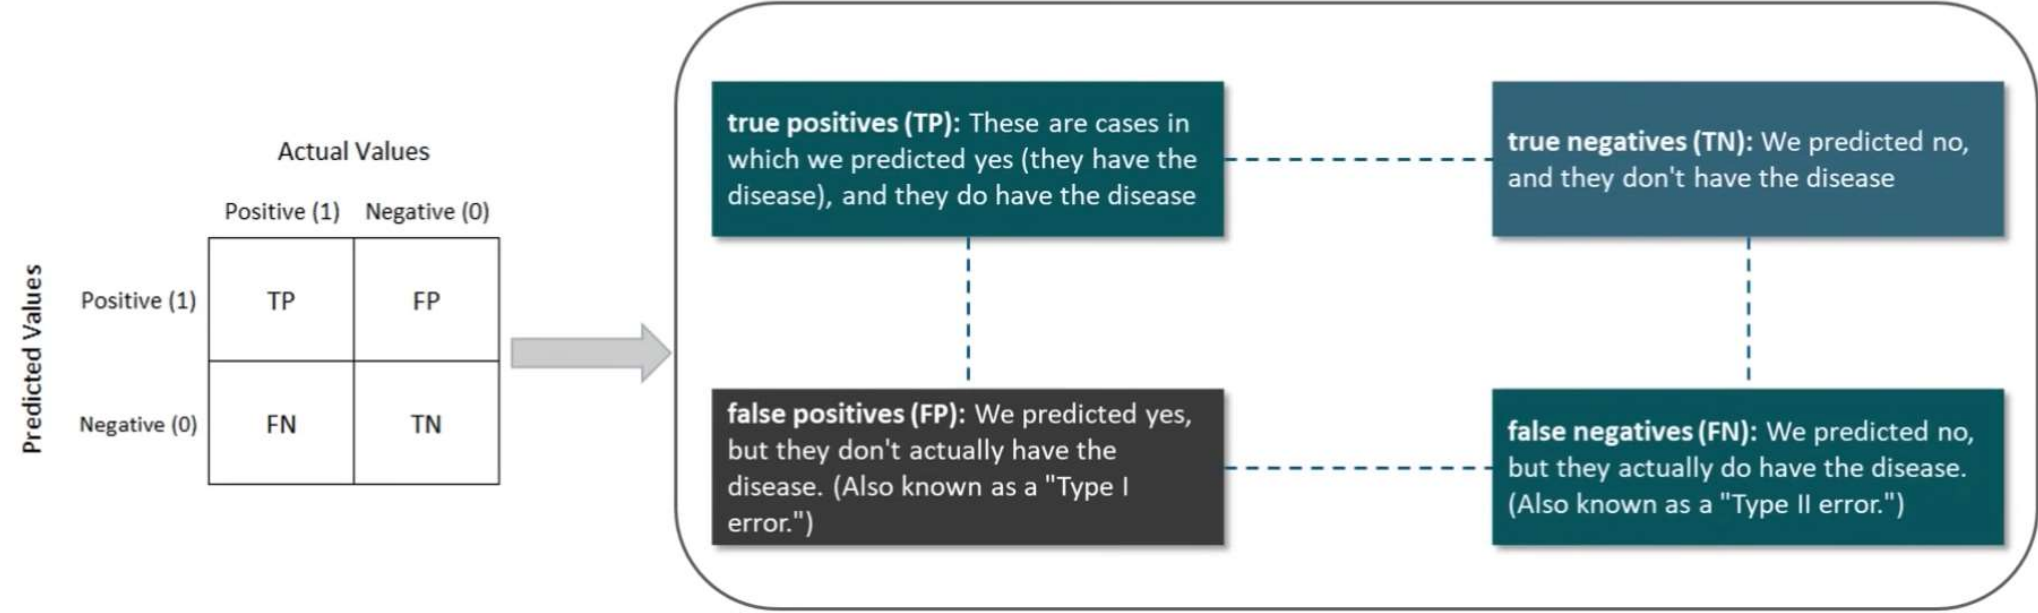 Actual Values
Positive (1) Negative (0)
Predicted Values
Positive (1) TP FP
Negative (0) FN TN
true positives (TP): These are cases in
which we predicted yes (they have the
disease), and they do have the disease
true negatives (TN): We predicted no,
and they don't have the disease
false positives (FP): We predicted yes,
but they don't actually have the
disease. (Also known as a "Type I
error.")
false negatives (FN): We predicted no,
but they actually do have the disease.
(Also known as a "Type II error.")